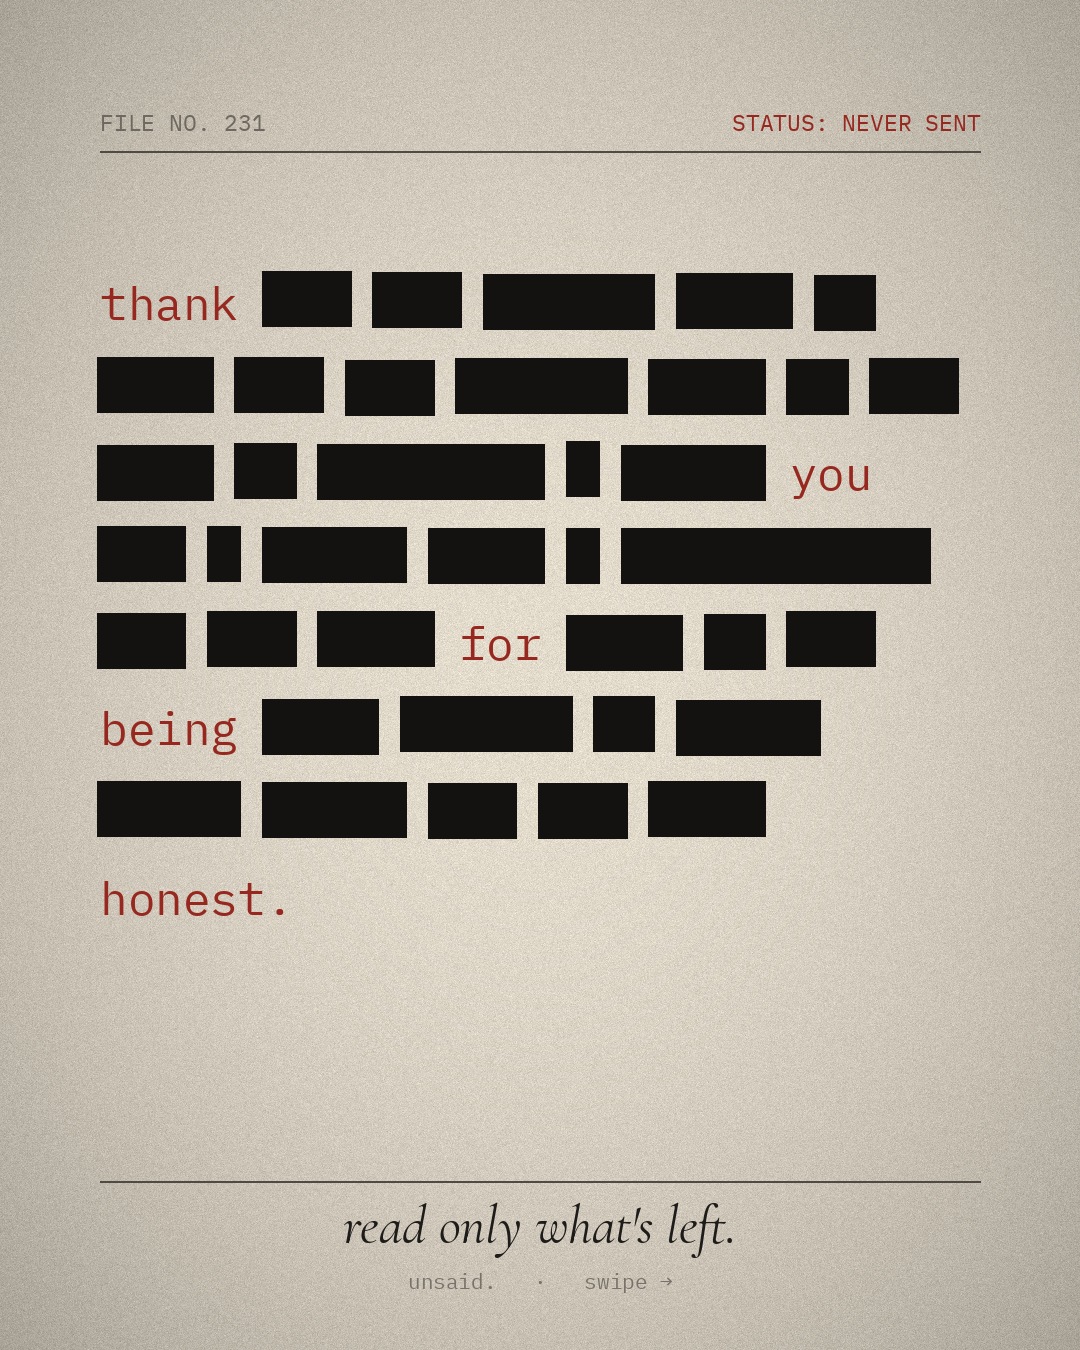 FILE NO. 231 STATUS: NEVER SENT
thank
you
for
being
honest.
read only what's left.
unsaid. · swipe →